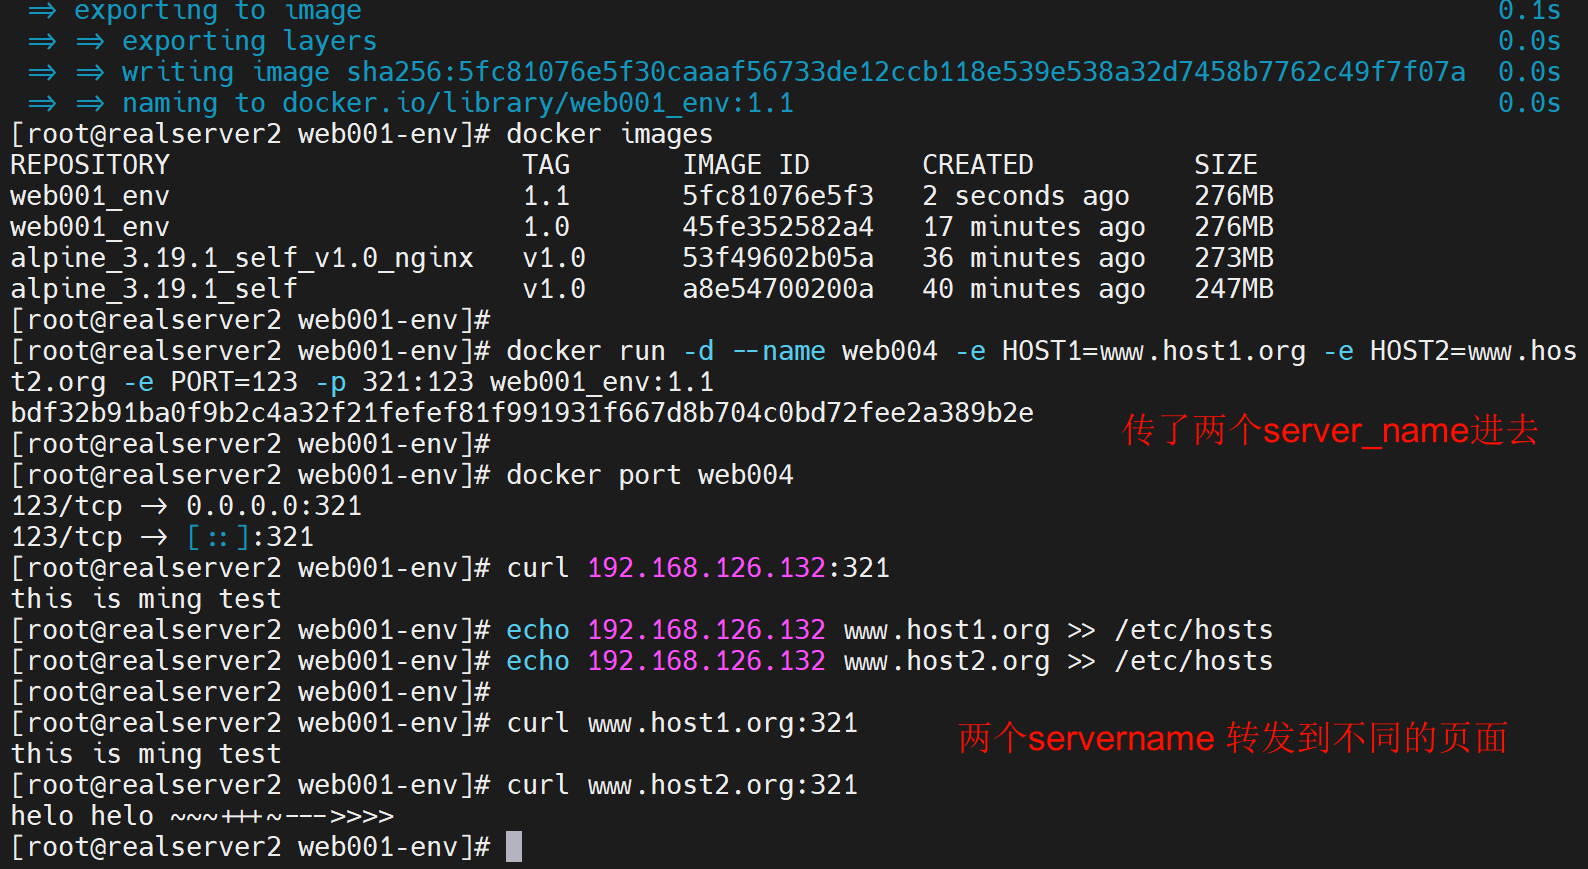 => exporting to image 0.1s
=> => exporting layers 0.0s
=> => writing image sha256:5fc81076e5f30caaaf56733de12ccb118e539e538a32d7458b7762c49f7f07a 0.0s
=> => naming to docker.io/library/web001_env:1.1 0.0s
[root@realserver2 web001-env]# docker images
REPOSITORY TAG IMAGE ID CREATED SIZE
web001_env 1.1 5fc81076e5f3 2 seconds ago 276MB
web001_env 1.0 45fe352582a4 17 minutes ago 276MB
alpine_3.19.1_self_v1.0_nginx v1.0 53f49602b05a 36 minutes ago 273MB
alpine_3.19.1_self v1.0 a8e54700200a 40 minutes ago 247MB
[root@realserver2 web001-env]#
[root@realserver2 web001-env]# docker run -d --name web004 -e HOST1=www.host1.org -e HOST2=www.hos
t2.org -e PORT=123 -p 321:123 web001_env:1.1
bdf32b91ba0f9b2c4a32f21fefef81f991931f667d8b704c0bd72fee2a389b2e
传了两个server_name进去
[root@realserver2 web001-env]#
[root@realserver2 web001-env]# docker port web004
123/tcp -> 0.0.0.0:321
123/tcp -> [::]:321
[root@realserver2 web001-env]# curl 192.168.126.132:321
this is ming test
[root@realserver2 web001-env]# echo 192.168.126.132 www.host1.org >> /etc/hosts
[root@realserver2 web001-env]# echo 192.168.126.132 www.host2.org >> /etc/hosts
[root@realserver2 web001-env]#
[root@realserver2 web001-env]# curl www.host1.org:321
两个servername 转发到不同的页面
this is ming test
[root@realserver2 web001-env]# curl www.host2.org:321
helo helo ~~~+++~--->>>>
[root@realserver2 web001-env]#